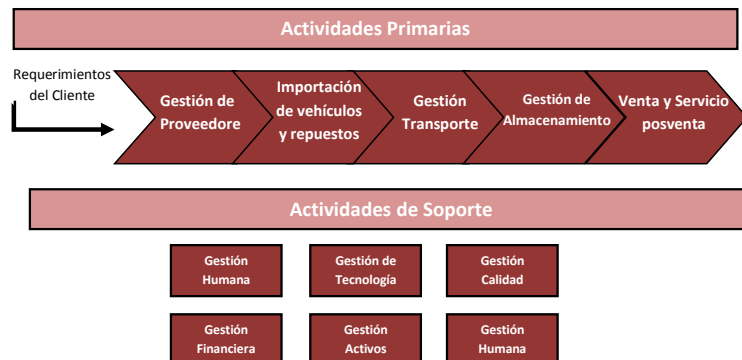 Actividades Primarias
Requerimientos
del Cliente
Gestión de
Proveedore
Importación
de vehículos
y repuestos
Gestión
Transporte
Gestión de
Almacenamiento
Venta y Servicio
posventa
Actividades de Soporte
Gestión
Humana
Gestión de
Tecnología
Gestión
Calidad
Gestión
Financiera
Gestión
Activos
Gestión
Humana